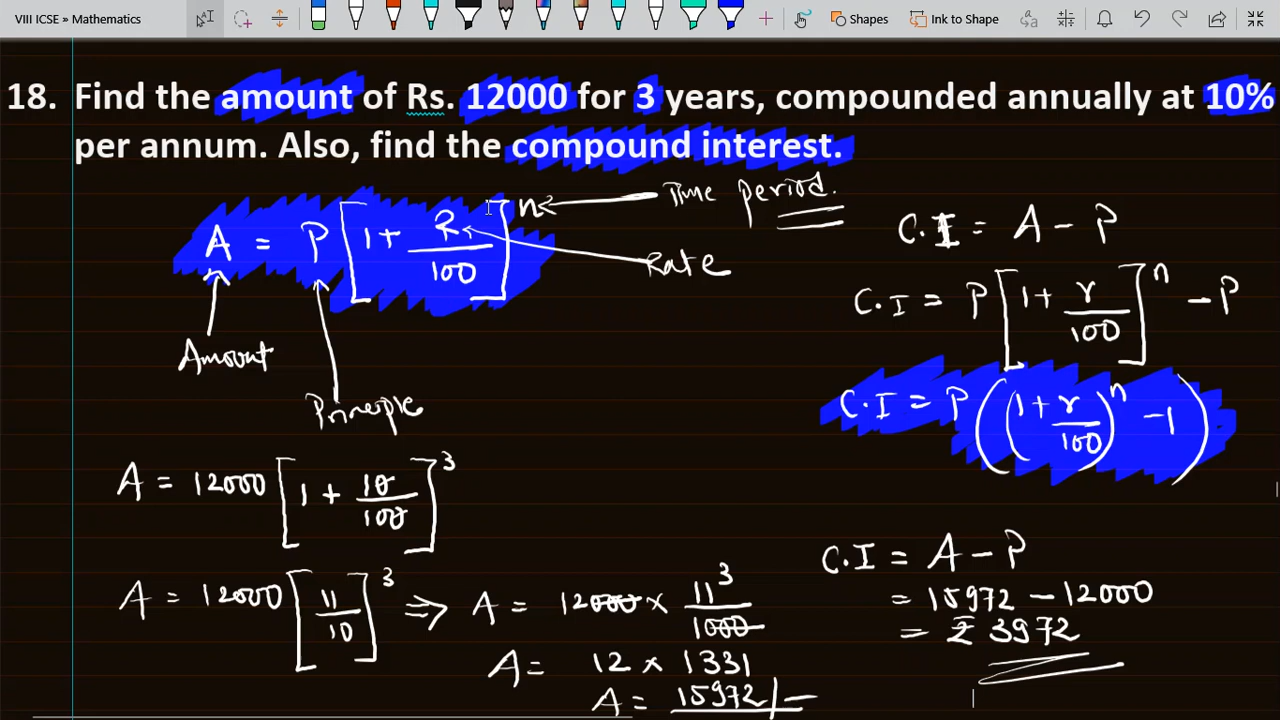 VIII ICSE » Mathematics
Shapes
Ink to Shape
18. Find the amount of Rs. 12000 for 3 years, compounded annually at 10%
per annum. Also, find the compound interest.
A = P [1 + R/100]^n
Time period.
Rate
Amount
Principle
C.I = A - P
C.I = P [1 + r/100]^n - P
C.I = P ((1 + r/100)^n - 1)
A = 12000 [1 + 10/100]^3
A = 12000 [11/10]^3 ⇒ A = 12000 × 11^3/1000
A = 12 × 1331
A = 15972/-
C.I = A - P
= 15972 - 12000
= ₹ 3972